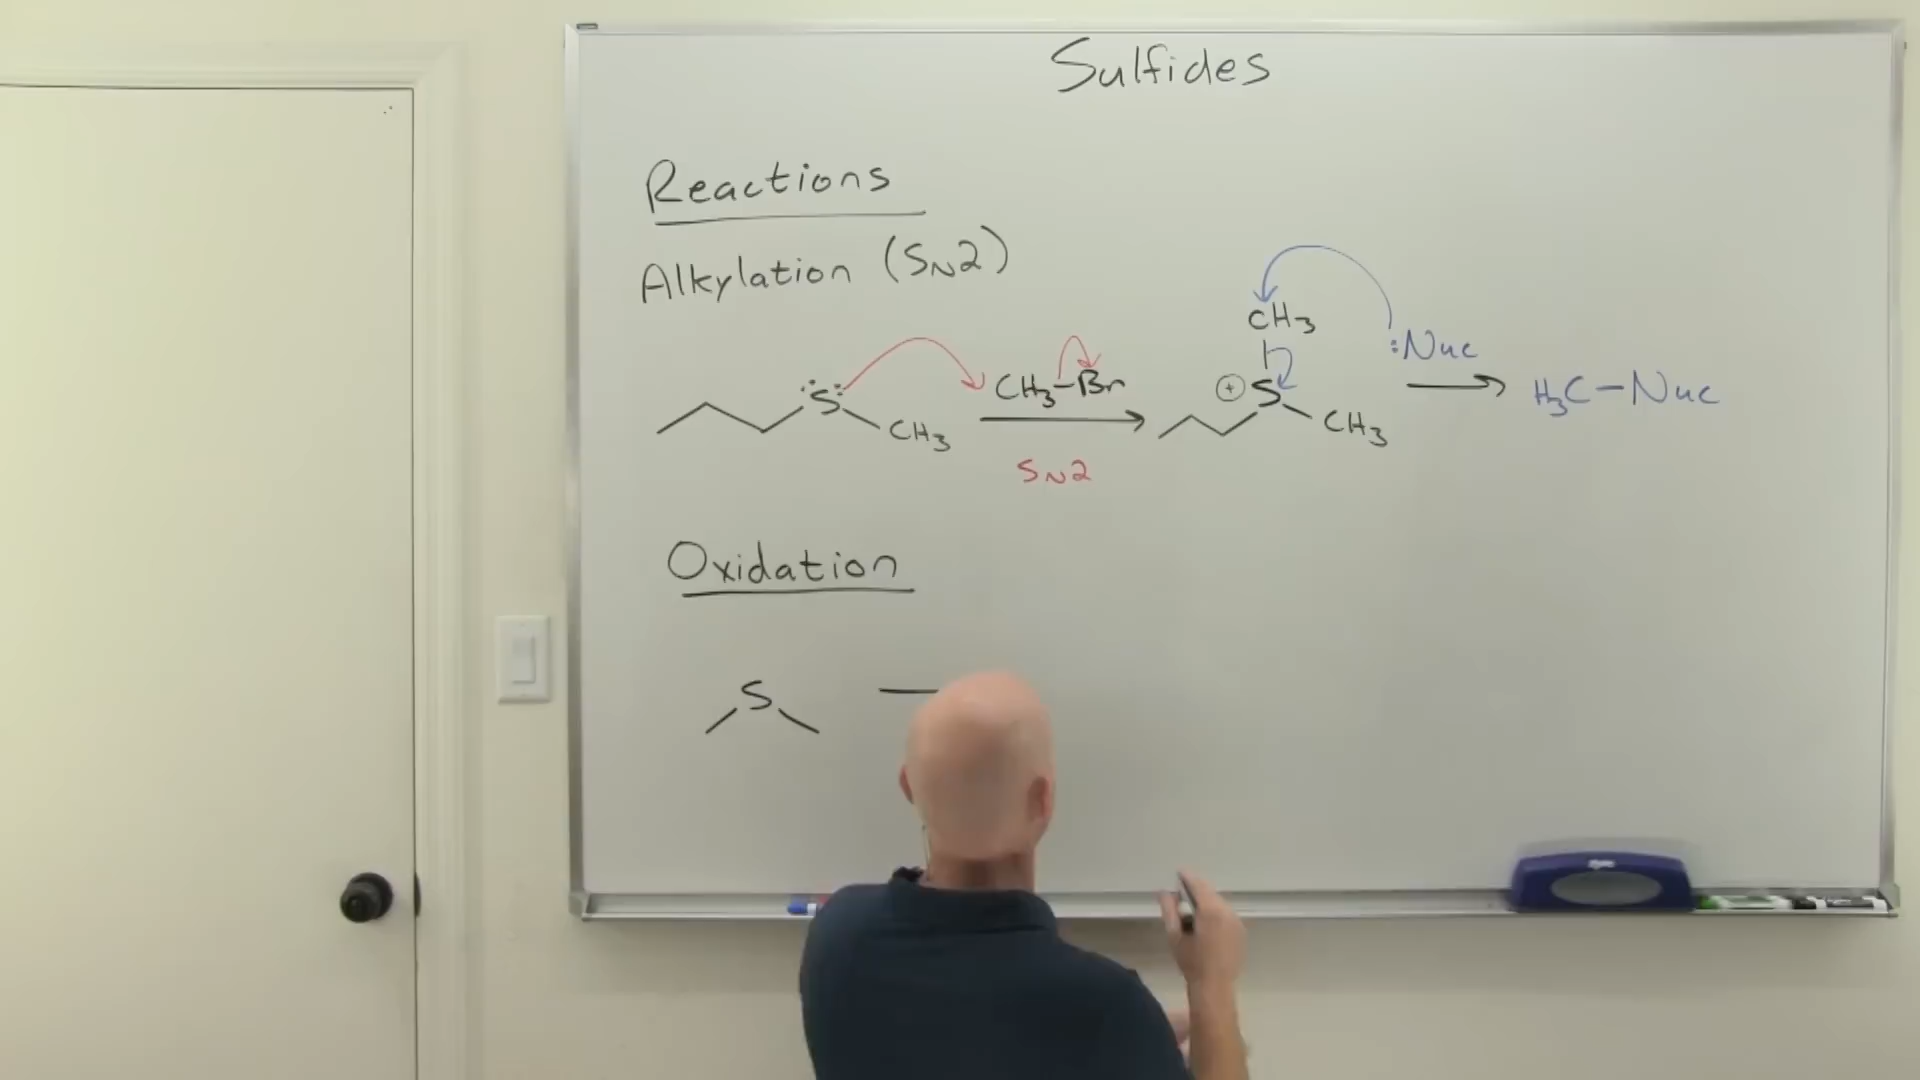 Sulfides
Reactions
Alkylation (SN2)
CH3
:Nuc
CH3-Br
S
CH3
SN2
+
S
CH3
H3C-Nuc
Oxidation
S